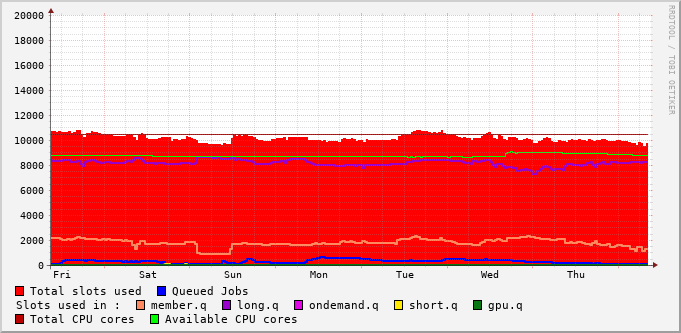 RRDTOOL / TOBI OETIKER
20000
18000
16000
14000
12000
10000
8000
6000
4000
2000
0
Fri Sat Sun Mon Tue Wed Thu
Total slots used Queued Jobs
Slots used in : member.q long.q ondemand.q short.q gpu.q
Total CPU cores Available CPU cores